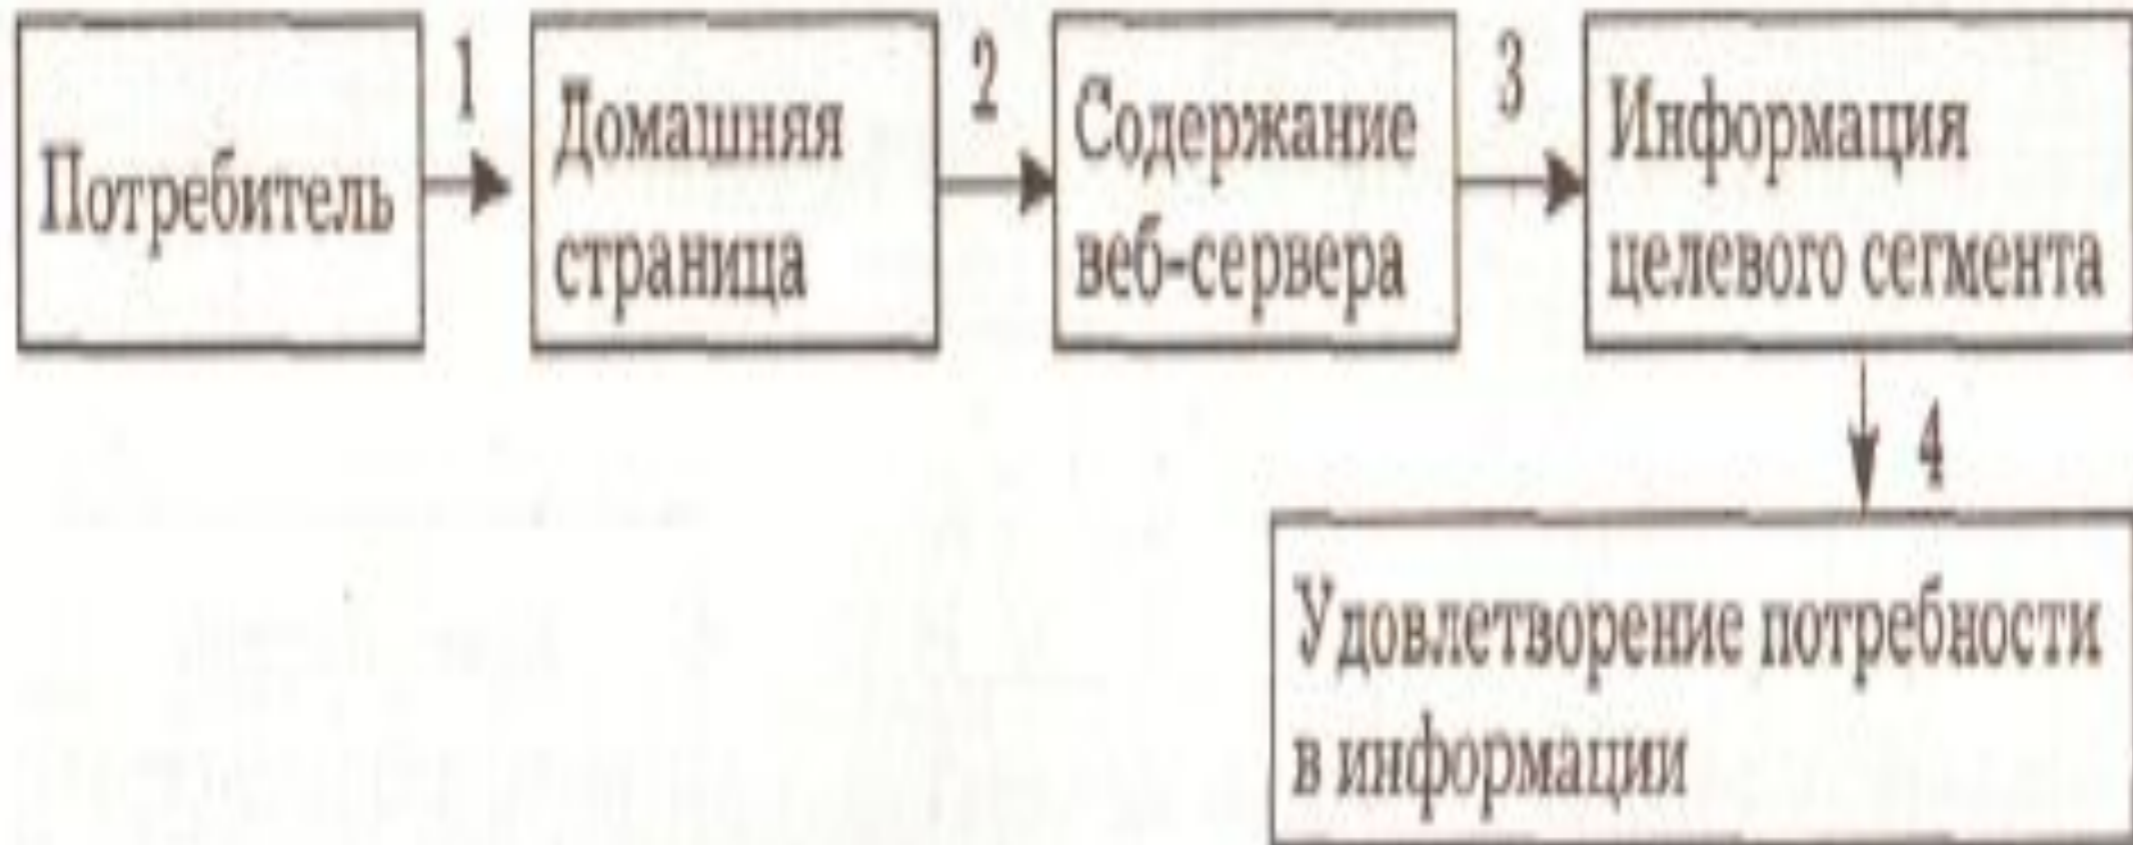 Потребитель
1
Домашняя
страница
2
Содержание
веб-сервера
3
Информация
целевого сегмента
4
Удовлетворение потребности
в информации